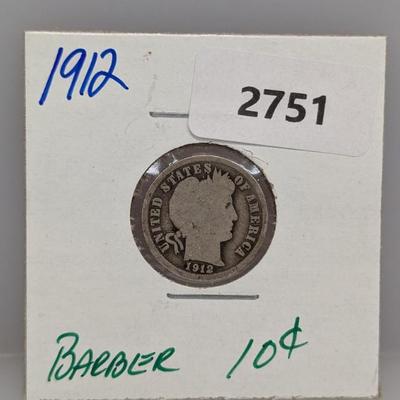 1912
2751
UNITED STATES OF AMERICA
1912
BARBER 10¢